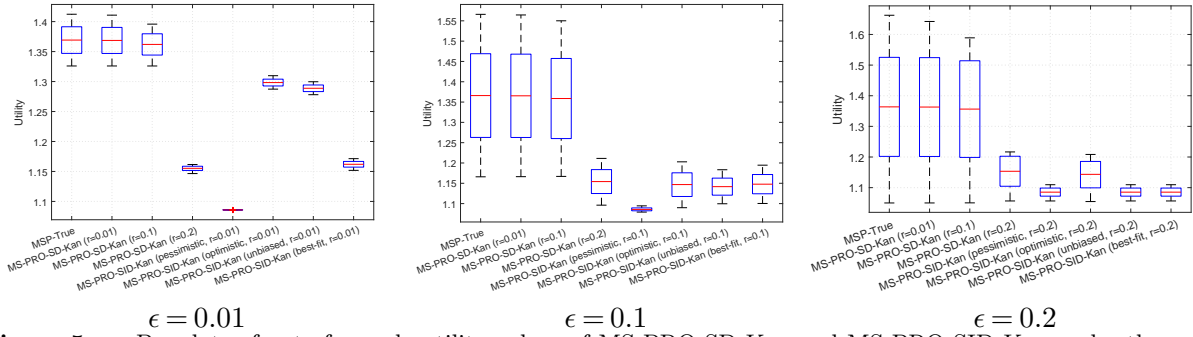 1.4
1.35
1.3
1.25
1.2
1.15
1.1
Utility
MSP-True
MS-PRO-SD-Kan (r=0.01)
MS-PRO-SD-Kan (r=0.1)
MS-PRO-SD-Kan (r=0.2)
MS-PRO-SID-Kan (pessimistic, r=0.01)
MS-PRO-SID-Kan (optimistic, r=0.01)
MS-PRO-SID-Kan (unbiased, r=0.01)
MS-PRO-SID-Kan (best-fit, r=0.01)
ϵ = 0.01
1.55
1.5
1.45
1.4
1.35
1.3
1.25
1.2
1.15
1.1
Utility
MSP-True
MS-PRO-SD-Kan (r=0.01)
MS-PRO-SD-Kan (r=0.1)
MS-PRO-SD-Kan (r=0.2)
MS-PRO-SID-Kan (pessimistic, r=0.1)
MS-PRO-SID-Kan (optimistic, r=0.1)
MS-PRO-SID-Kan (unbiased, r=0.1)
MS-PRO-SID-Kan (best-fit, r=0.1)
ϵ = 0.1
1.6
1.5
1.4
1.3
1.2
1.1
Utility
MSP-True
MS-PRO-SD-Kan (r=0.01)
MS-PRO-SD-Kan (r=0.1)
MS-PRO-SD-Kan (r=0.2)
MS-PRO-SID-Kan (pessimistic, r=0.2)
MS-PRO-SID-Kan (optimistic, r=0.2)
MS-PRO-SID-Kan (unbiased, r=0.2)
MS-PRO-SID-Kan (best-fit, r=0.2)
ϵ = 0.2